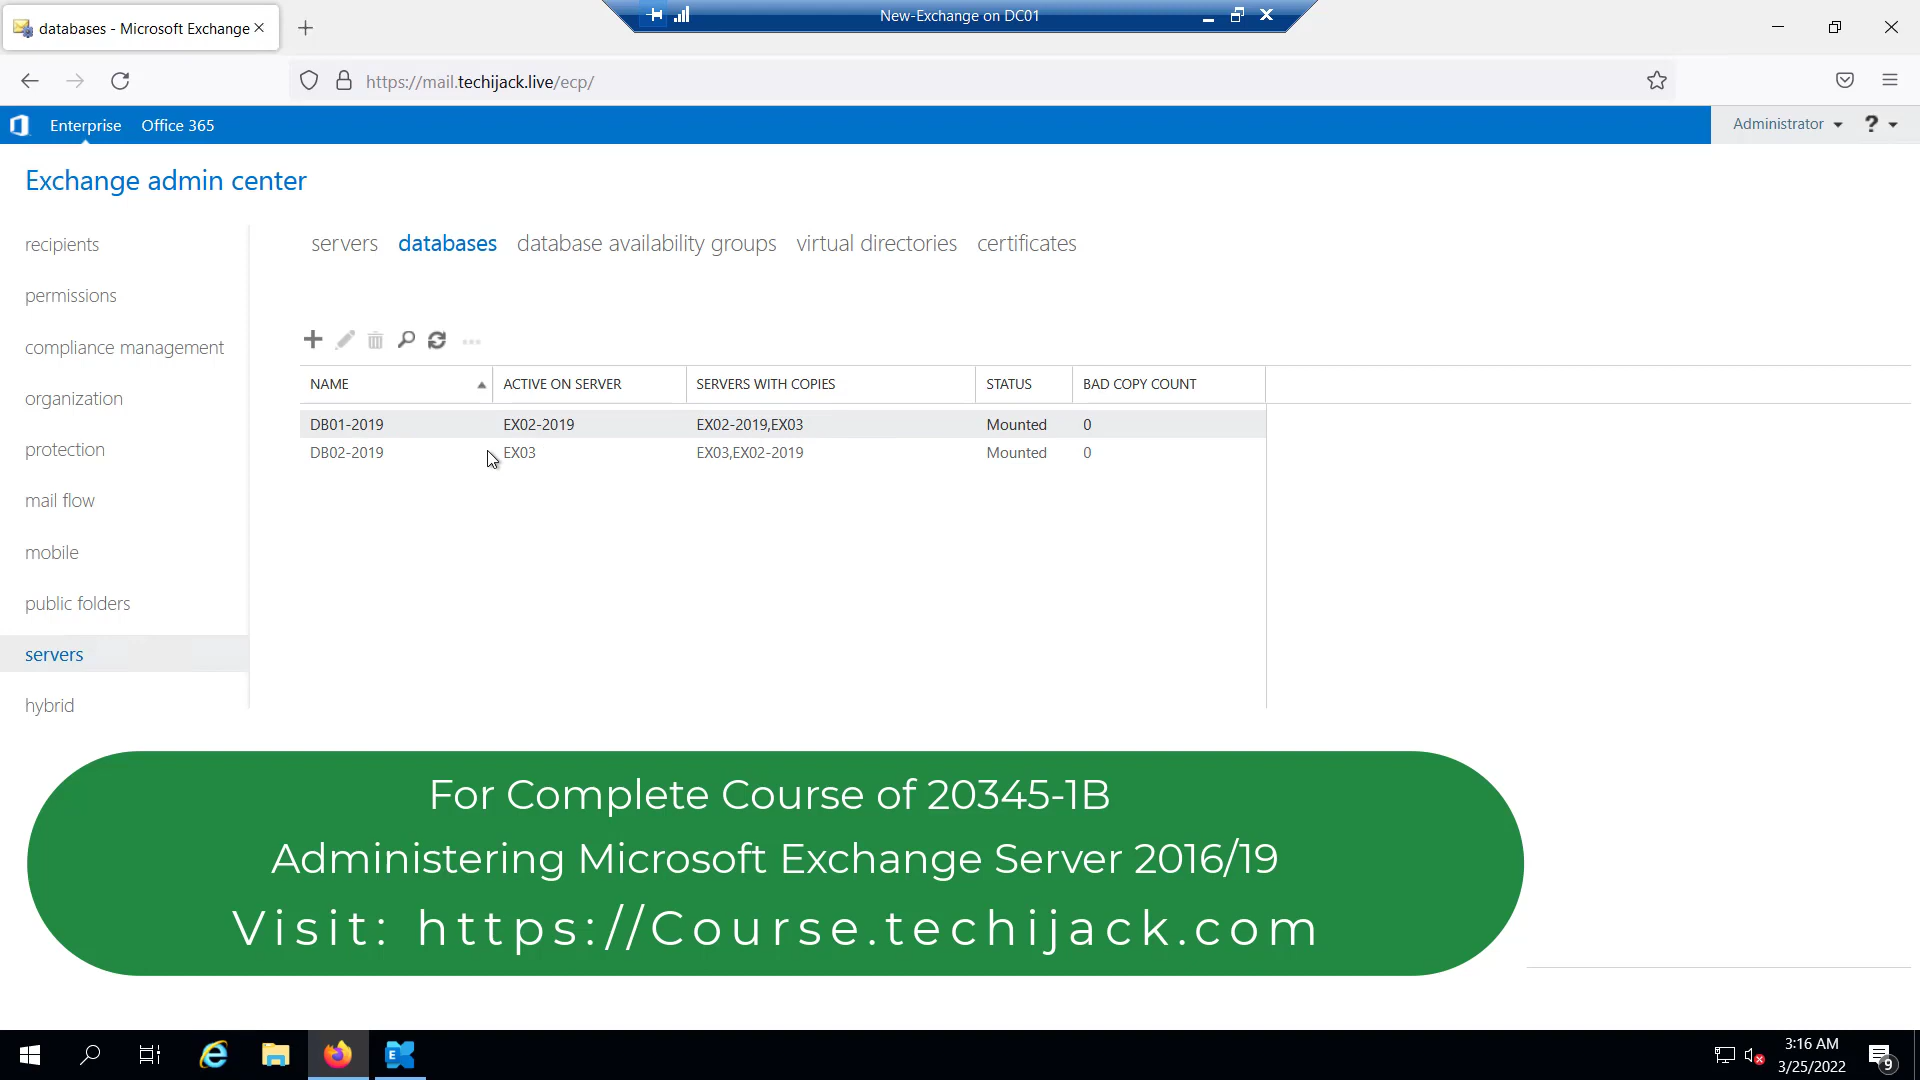 databases - Microsoft Exchange
New-Exchange on DC01
https://mail.techijack.live/ecp/
Enterprise Office 365
Administrator ?
Exchange admin center
recipients
permissions
compliance management
organization
protection
mail flow
mobile
public folders
servers
hybrid
servers databases database availability groups virtual directories certificates
NAME ACTIVE ON SERVER SERVERS WITH COPIES STATUS BAD COPY COUNT
DB01-2019 EX02-2019 EX02-2019,EX03 Mounted 0
DB02-2019 EX03 EX03,EX02-2019 Mounted 0
For Complete Course of 20345-1B
Administering Microsoft Exchange Server 2016/19
Visit: https://Course.techijack.com
3:16 AM
3/25/2022
9